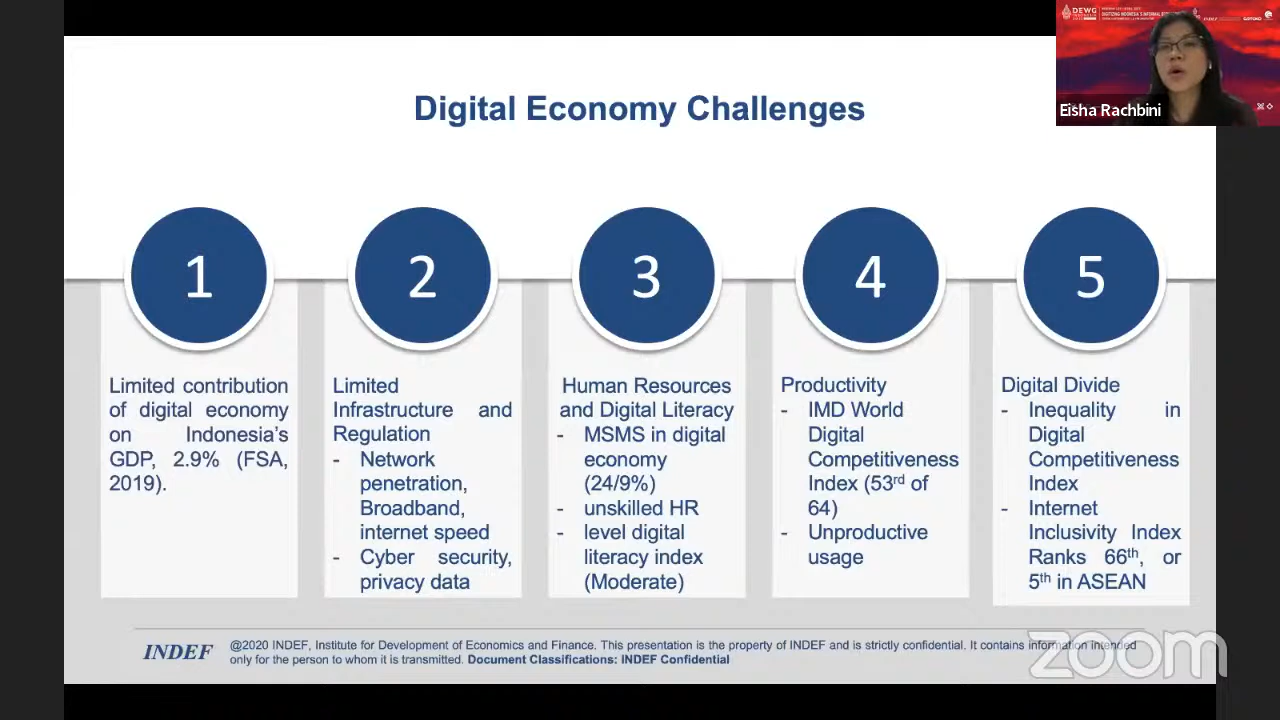 DEWG
DIGITIZING INDONESIA'S INFORMAL
INDEF
Eisha Rachbini
Digital Economy Challenges
1
Limited contribution
of digital economy
on Indonesia's
GDP, 2.9% (FSA,
2019).
2
Limited
Infrastructure and
Regulation
- Network
penetration,
Broadband,
internet speed
- Cyber security,
privacy data
3
Human Resources
and Digital Literacy
- MSMS in digital
economy
(24/9%)
- unskilled HR
- level digital
literacy index
(Moderate)
4
Productivity
- IMD World
Digital
Competitiveness
Index (53rd of
64)
- Unproductive
usage
5
Digital Divide
- Inequality in
Digital
Competitiveness
Index
- Internet
Inclusivity Index
Ranks 66th, or
5th in ASEAN
INDEF
@2020 INDEF, Institute for Development of Economics and Finance. This presentation is the property of INDEF and is strictly confidential. It contains information intended
only for the person to whom it is transmitted. Document Classifications: INDEF Confidential
zoom